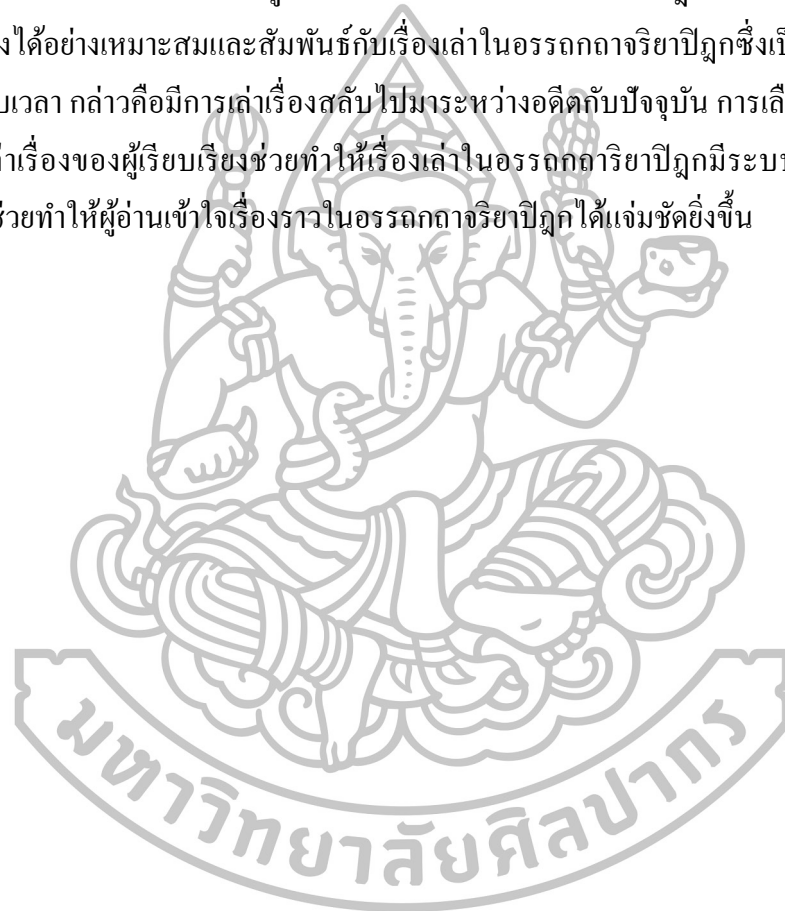 งได้อย่างเหมาะสมและสัมพันธ์กับเรื่องเล่าในอรรถกถาจริยาปิฎกซึ่งเป็
บเวลา กล่าวคือมีการเล่าเรื่องสลับไปมาระหว่างอดีตกับปัจจุบัน การเลื
่าเรื่องของผู้เรียบเรียงช่วยทำให้เรื่องเล่าในอรรถกถาริยาปิฎกมีระบบ
ช่วยทำให้ผู้อ่านเข้าใจเรื่องราวในอรรถกถาจริยาปิฎกได้แจ่มชัดยิ่งขึ้น
มหาวิทยาลัยศิลปากร